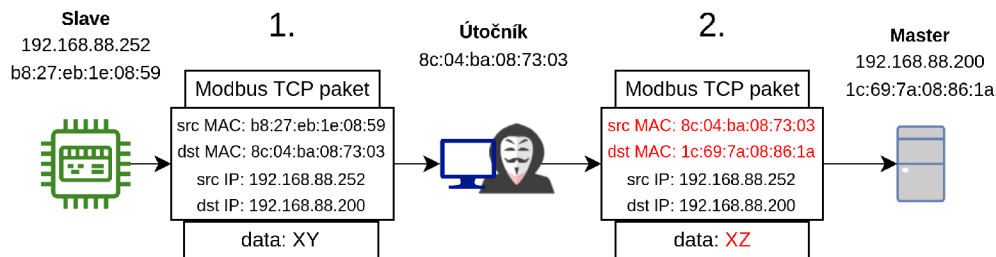 Slave
192.168.88.252
b8:27:eb:1e:08:59
1.
Modbus TCP paket
src MAC: b8:27:eb:1e:08:59
dst MAC: 8c:04:ba:08:73:03
src IP: 192.168.88.252
dst IP: 192.168.88.200
data: XY
Útočník
8c:04:ba:08:73:03
2.
Modbus TCP paket
src MAC: 8c:04:ba:08:73:03
dst MAC: 1c:69:7a:08:86:1a
src IP: 192.168.88.252
dst IP: 192.168.88.200
data: XZ
Master
192.168.88.200
1c:69:7a:08:86:1a